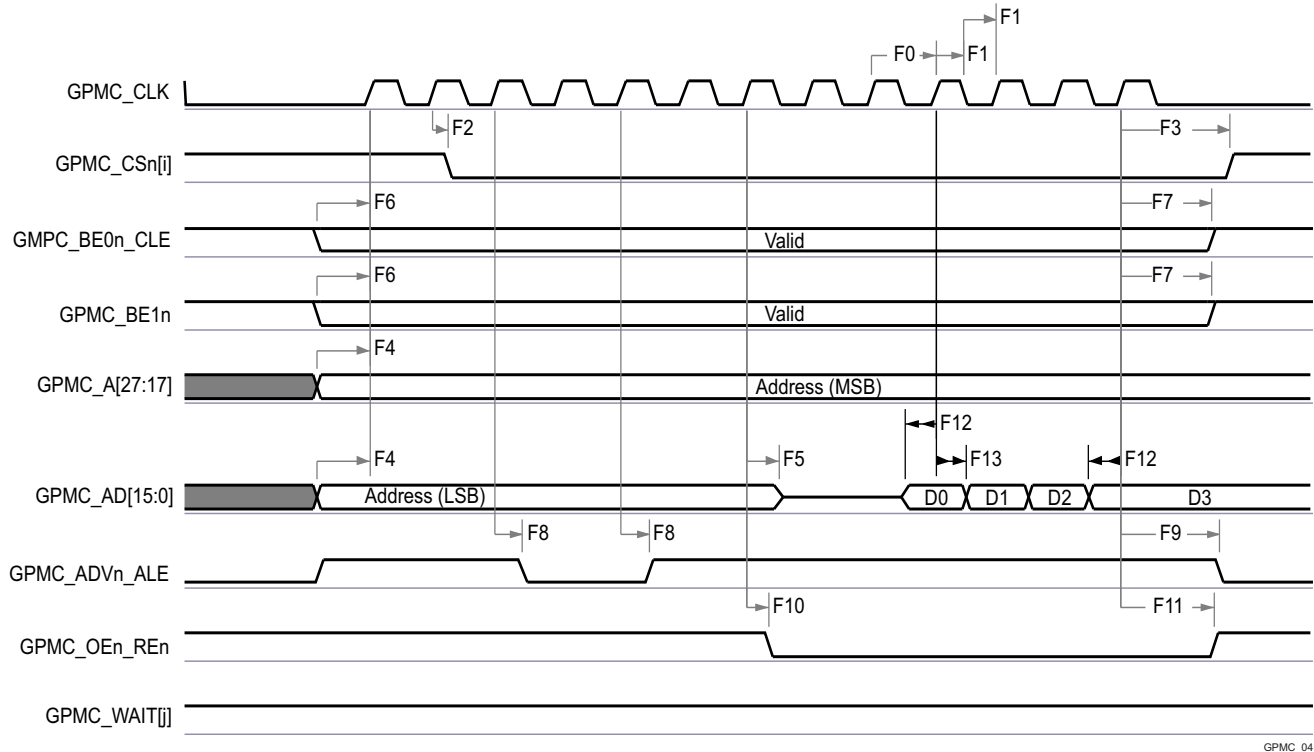 F1
F0 F1
GPMC_CLK
F2 F3
GPMC_CSn[i]
F6 F7
GMPC_BE0n_CLE Valid
F6 F7
GPMC_BE1n Valid
F4
GPMC_A[27:17] Address (MSB)
F12
F4 F5 F13 F12
GPMC_AD[15:0] Address (LSB) D0 D1 D2 D3
F8 F8 F9
GPMC_ADVn_ALE
F10 F11
GPMC_OEn_REn
GPMC_WAIT[j]
GPMC_04